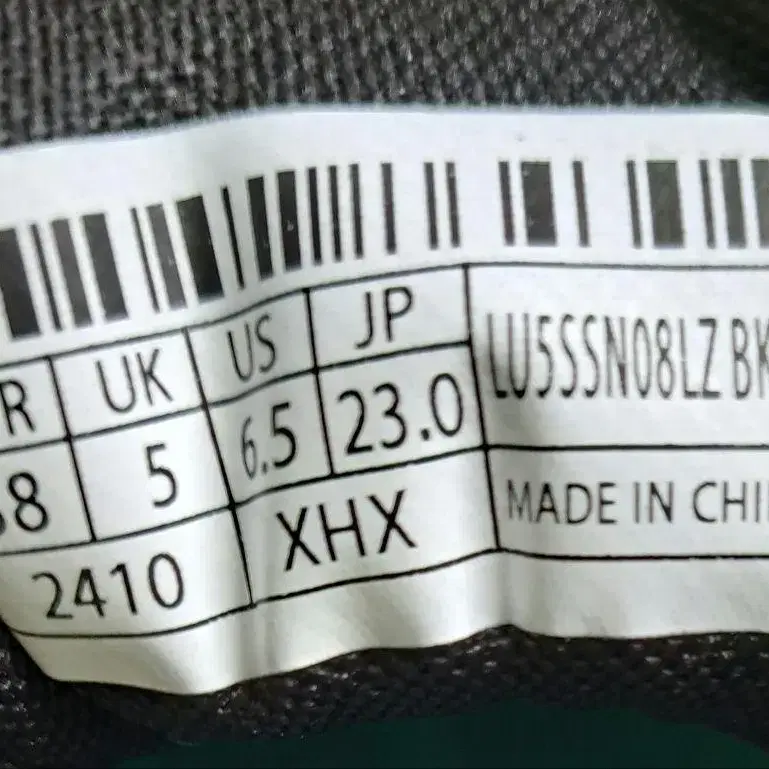 R UK US JP LU5SSN08LZ BK
38 5 6.5 23.0
2410 XHX MADE IN CHI